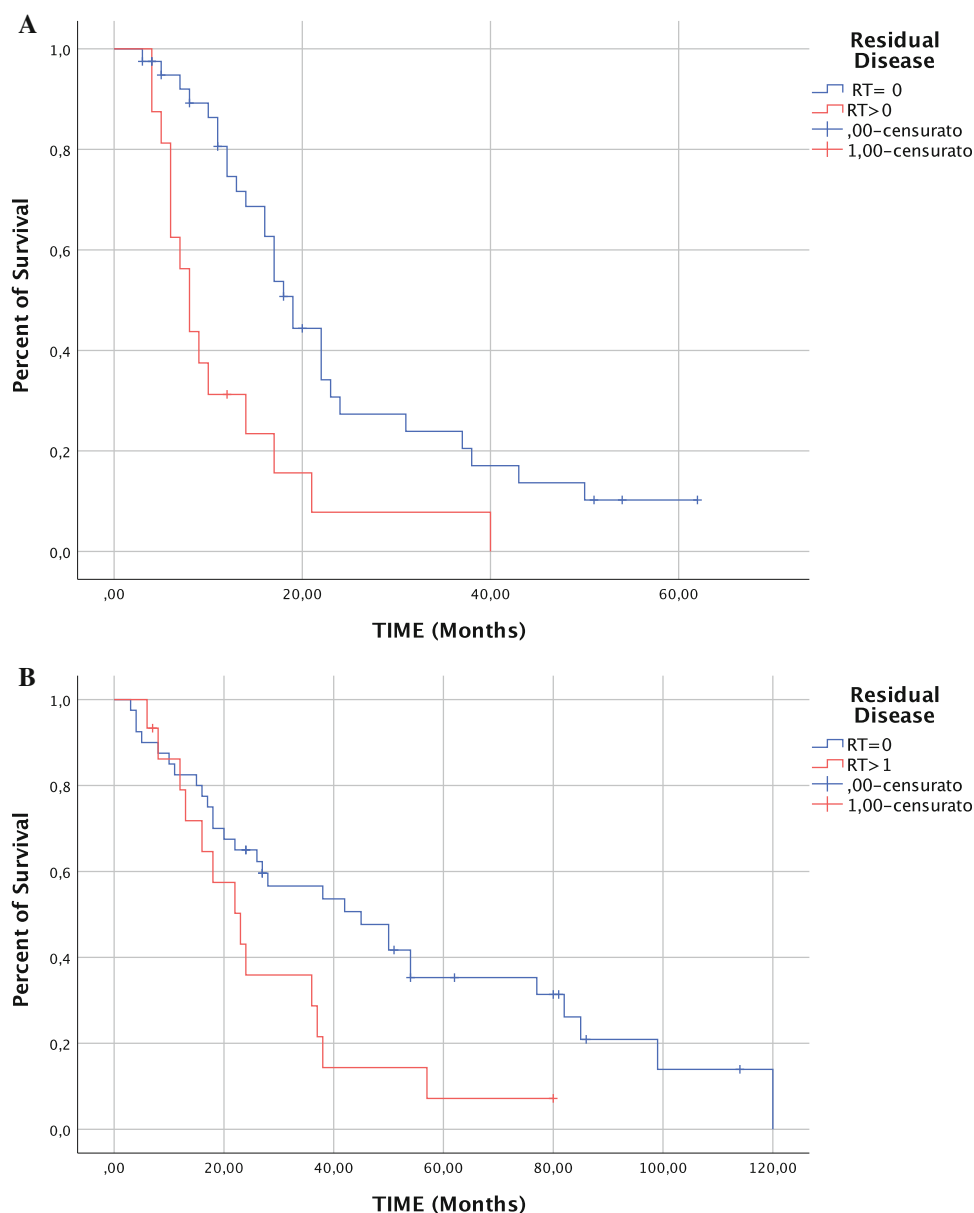 A
Residual
Disease
RT= 0
RT>0
,00-censurato
1,00-censurato
1,0
0,8
0,6
0,4
0,2
0,0
Percent of Survival
,00
20,00
40,00
60,00
TIME (Months)
B
Residual
Disease
RT=0
RT>1
,00-censurato
1,00-censurato
1,0
0,8
0,6
0,4
0,2
0,0
Percent of Survival
,00
20,00
40,00
60,00
80,00
100,00
120,00
TIME (Months)